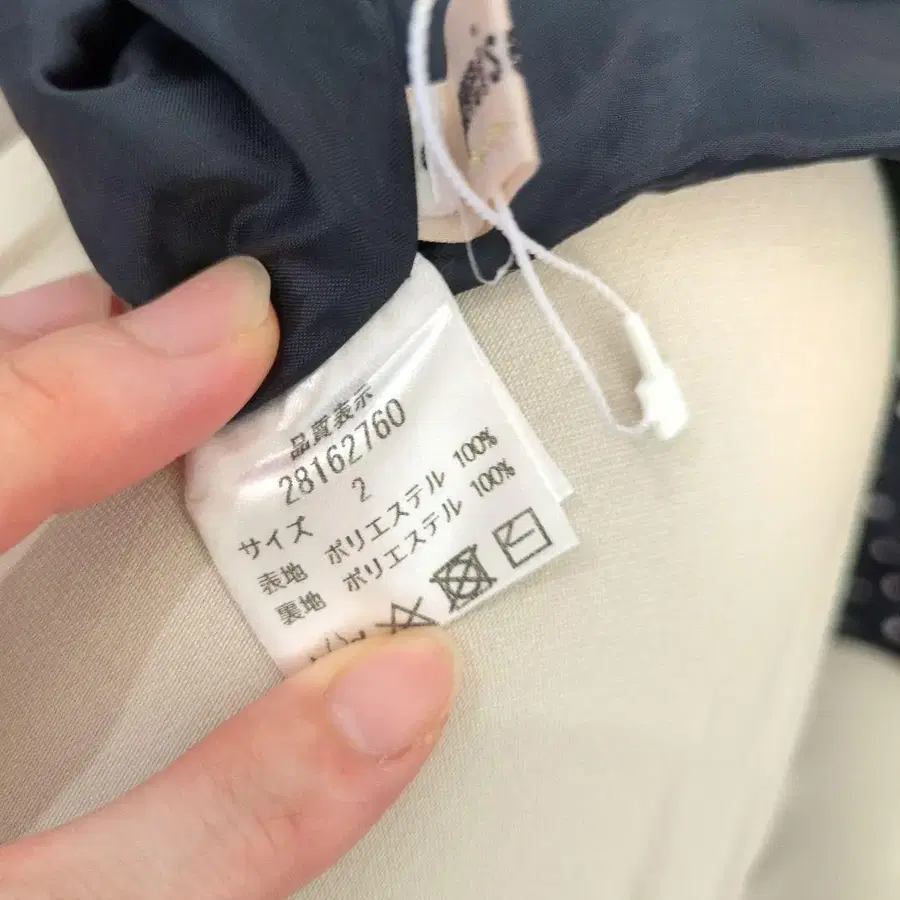 品質表示
28162760
サイズ 2
表地 ポリエステル 100%
裏地 ポリエステル 100%